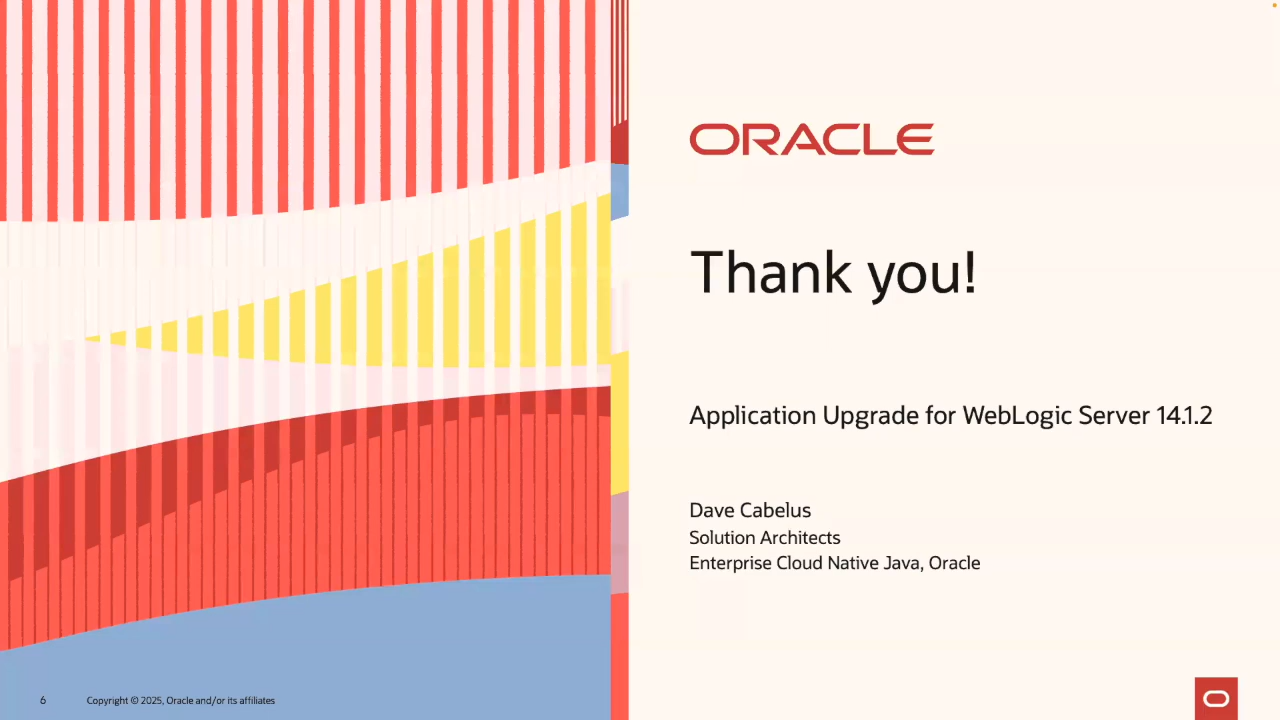 ORACLE
Thank you!
Application Upgrade for WebLogic Server 14.1.2
Dave Cabelus
Solution Architects
Enterprise Cloud Native Java, Oracle
6 Copyright © 2025, Oracle and/or its affiliates